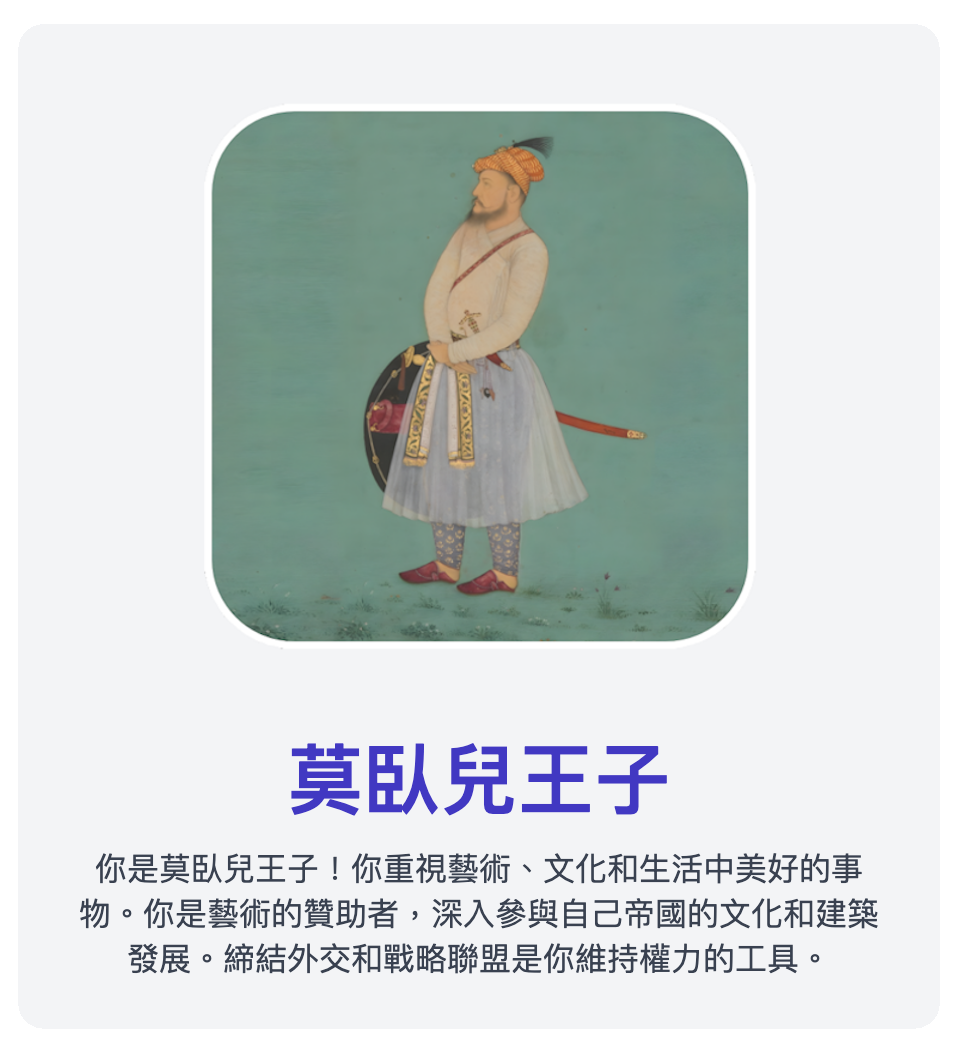 莫臥兒王子
你是莫臥兒王子！你重視藝術、文化和生活中美好的事
物。你是藝術的贊助者，深入參與自己帝國的文化和建築
發展。締結外交和戰略聯盟是你維持權力的工具。